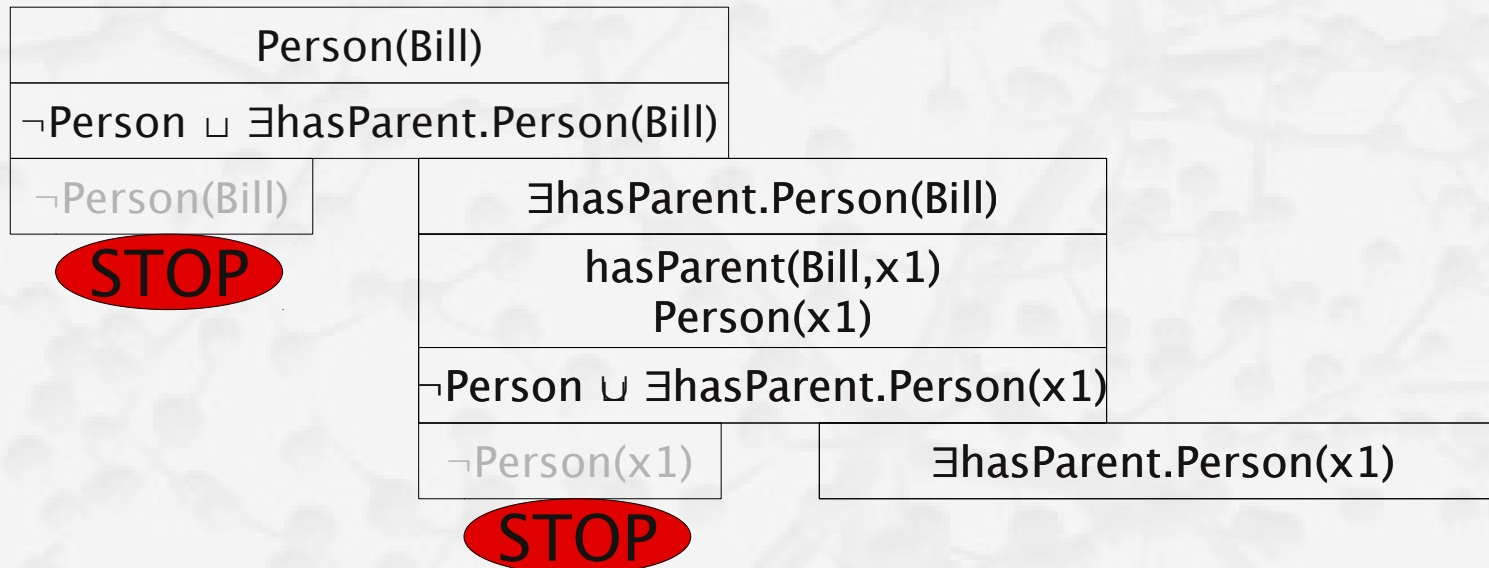 Person(Bill)
¬Person ⊔ ∃hasParent.Person(Bill)
¬Person(Bill)
∃hasParent.Person(Bill)
STOP
hasParent(Bill,x1)
Person(x1)
¬Person ⊔ ∃hasParent.Person(x1)
¬Person(x1)
∃hasParent.Person(x1)
STOP